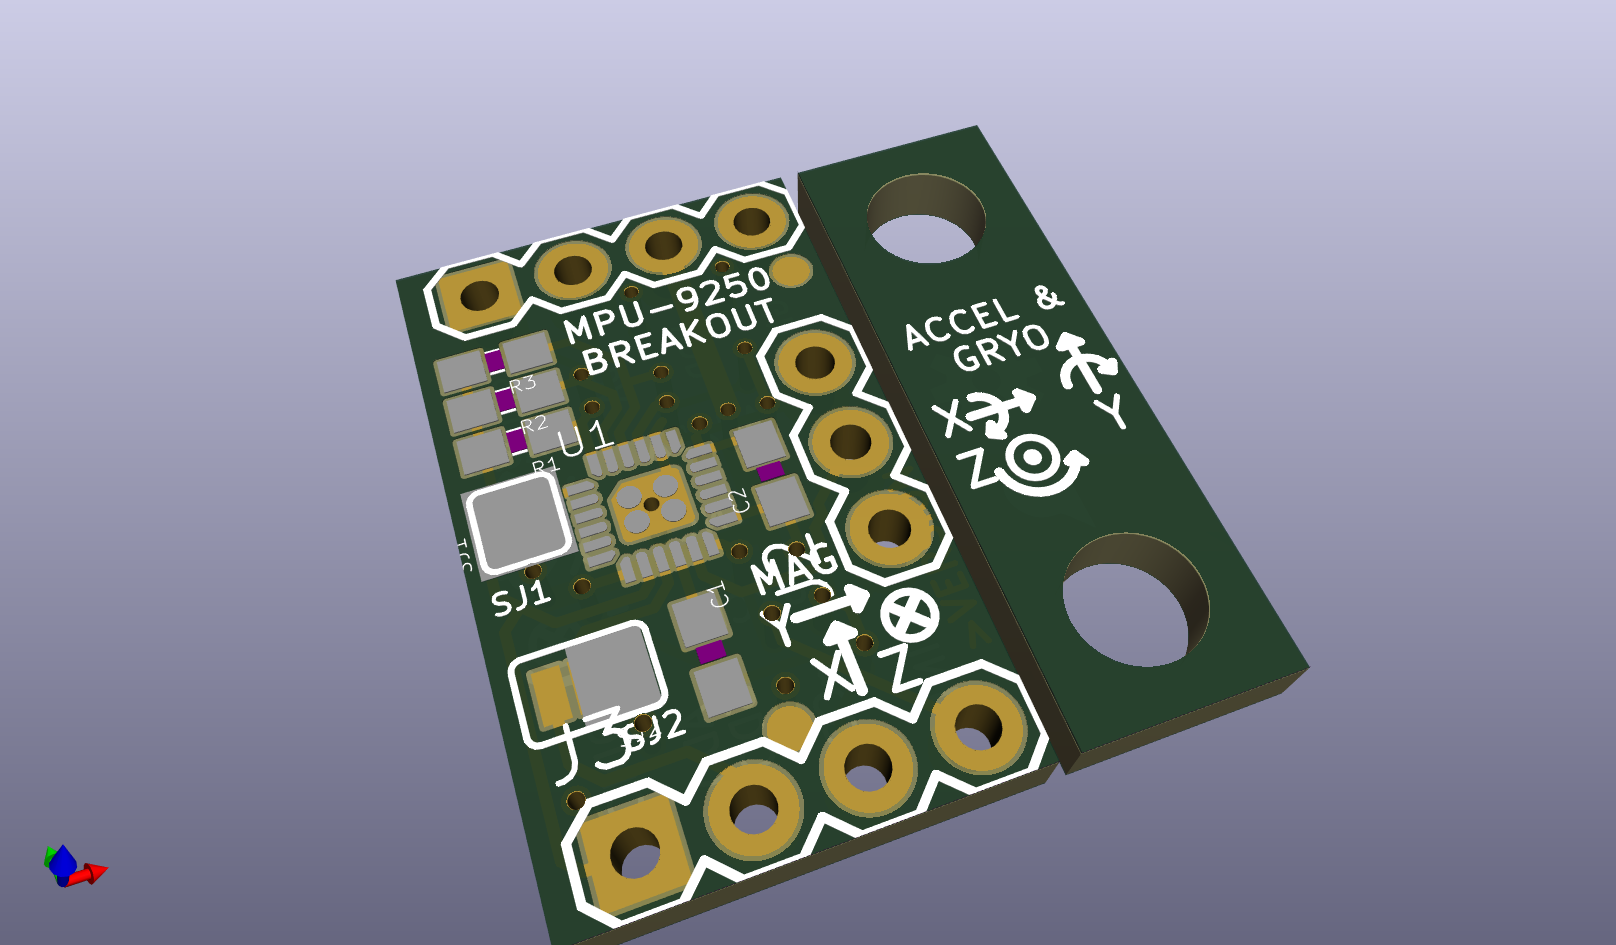 MPU-9250
BREAKOUT
R3
R2
U1
R1
C2
SJ1
C1
MAG
Y
X
Z
J3
SJ2
ACCEL &
GRYO
X
Y
Z